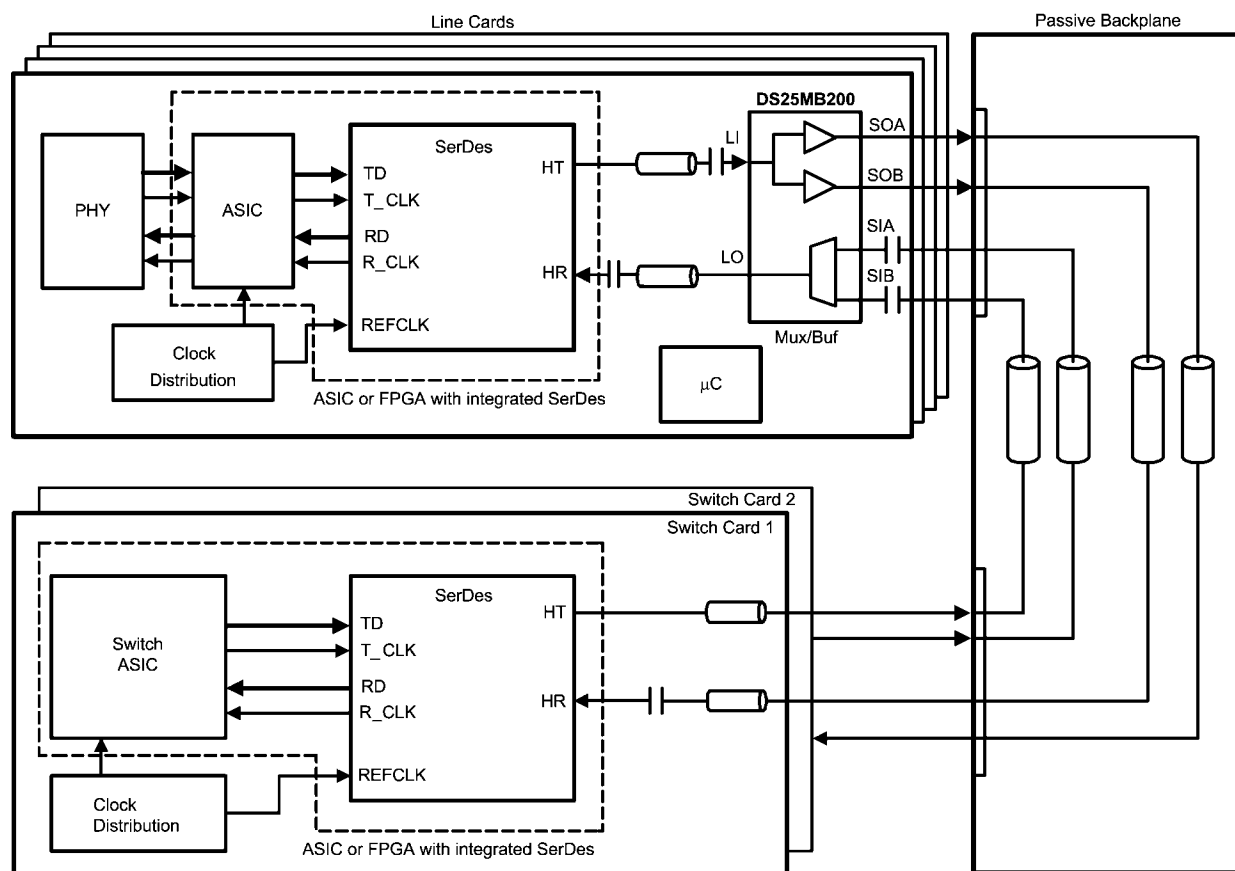 Line Cards
Passive Backplane
DS25MB200
PHY
ASIC
SerDes
TD
T_CLK
RD
R_CLK
REFCLK
HT
HR
LI
LO
SOA
SOB
SIA
SIB
Mux/Buf
Clock
Distribution
ASIC or FPGA with integrated SerDes
μC
Switch Card 2
Switch Card 1
Switch
ASIC
SerDes
TD
T_CLK
RD
R_CLK
REFCLK
HT
HR
Clock
Distribution
ASIC or FPGA with integrated SerDes